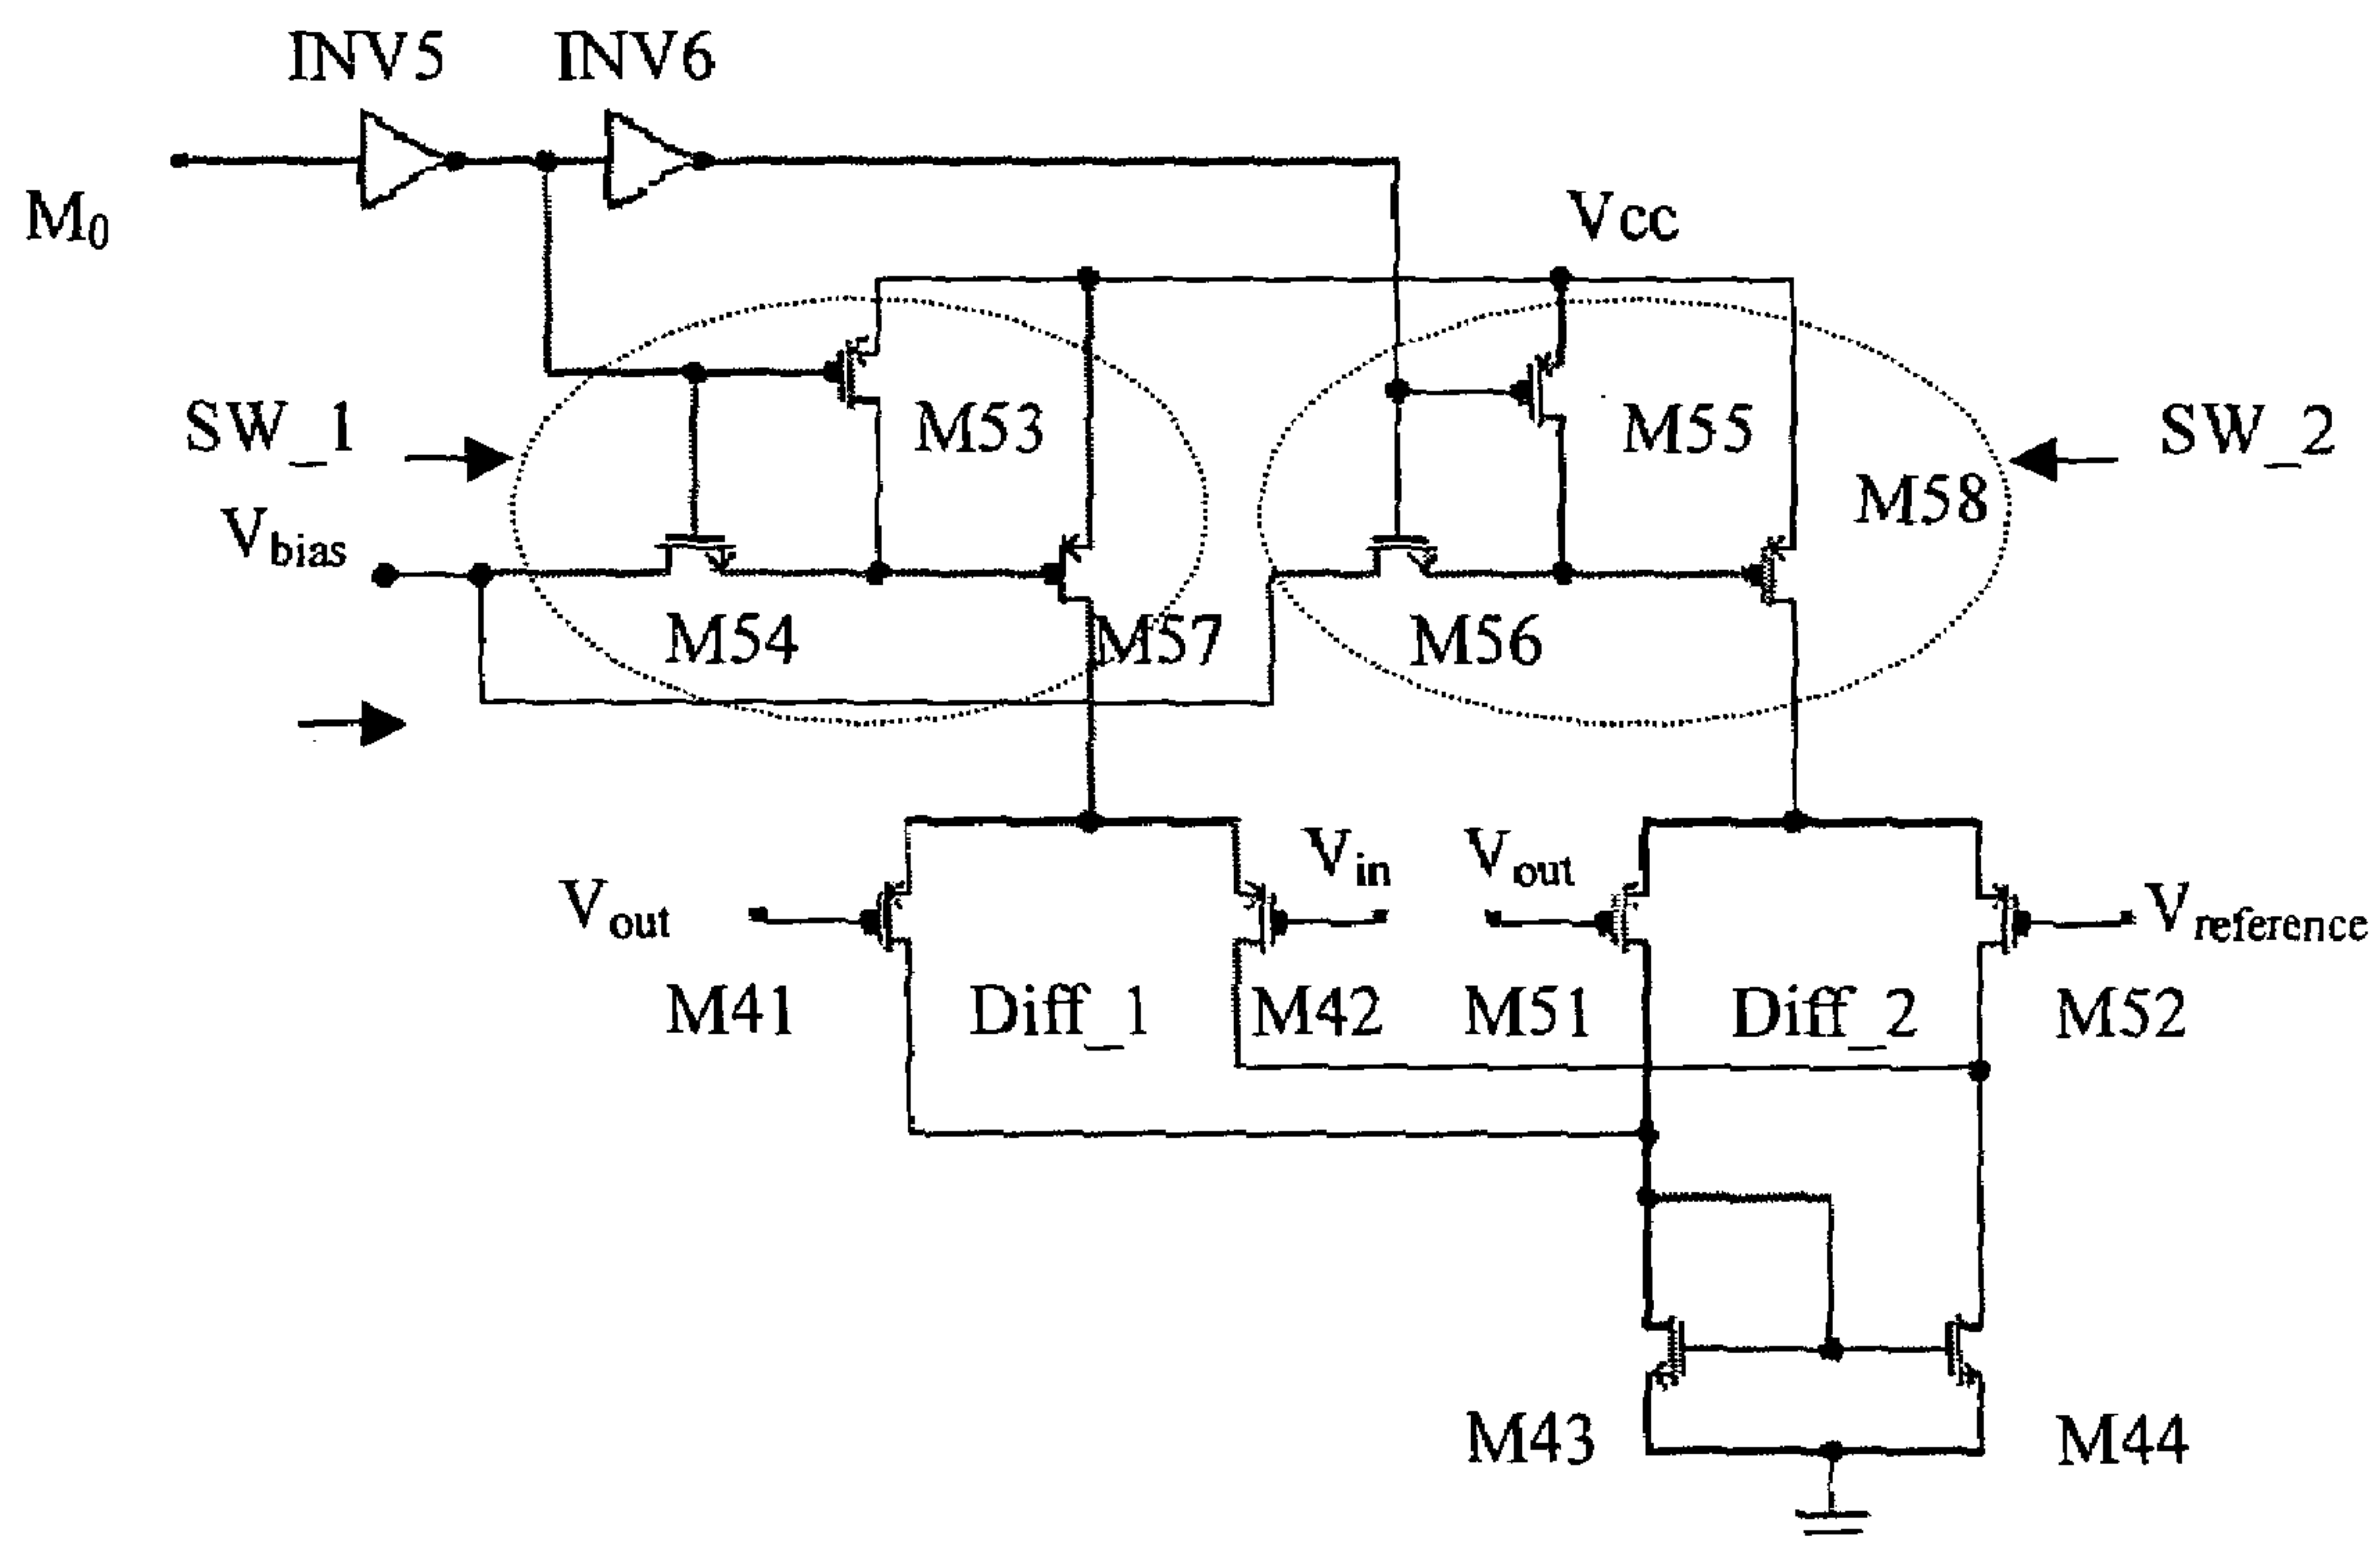 INV5 INV6
M0
Vcc
SW_1 M53 M55 SW_2
M58
Vbias
M54 M57 M56
Vout Vin Vout Vreference
M41 Diff_1 M42 M51 Diff_2 M52
M43 M44